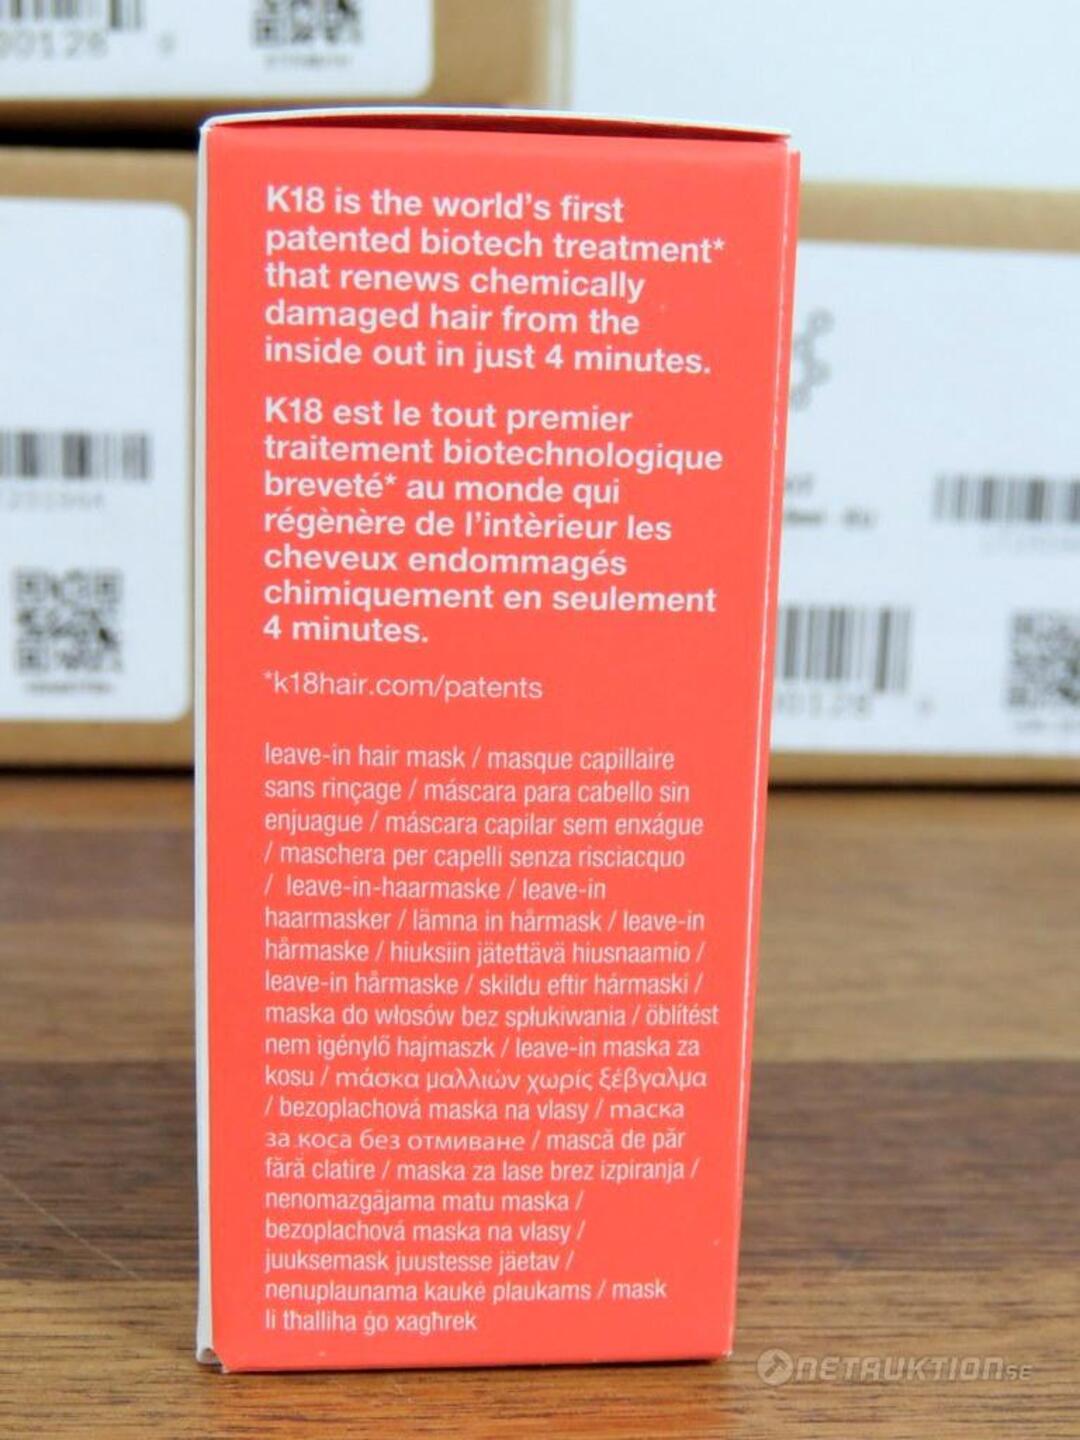 K18 is the world's first
patented biotech treatment*
that renews chemically
damaged hair from the
inside out in just 4 minutes.
K18 est le tout premier
traitement biotechnologique
breveté* au monde qui
régènère de l'intèrieur les
cheveux endommagés
chimiquement en seulement
4 minutes.
*k18hair.com/patents
leave-in hair mask / masque capillaire
sans rinçage / máscara para cabello sin
enjuague / máscara capilar sem enxágue
/ maschera per capelli senza risciacquo
/ leave-in-haarmaske / leave-in
haarmasker / lämna in hårmask / leave-in
hårmaske / hiuksiin jätettävä hiusnaamio /
leave-in hårmaske / skildu eftir hármaski /
maska do włosów bez spłukiwania / öblítést
nem igénylő hajmaszk / leave-in maska za
kosu / μάσκα μαλλιών χωρίς ξέβγαλμα
/ bezoplachová maska na vlasy / маска
за коса без отмиване / mască de păr
fără clatire / maska za lase brez izpiranja /
nenomazgājama matu maska /
bezoplachová maska na vlasy /
juuksemask juustesse jäetav /
nenuplaunama kaukė plaukams / mask
li tħalliha ġo xagħrek
00128
ONETRUKTION.SE